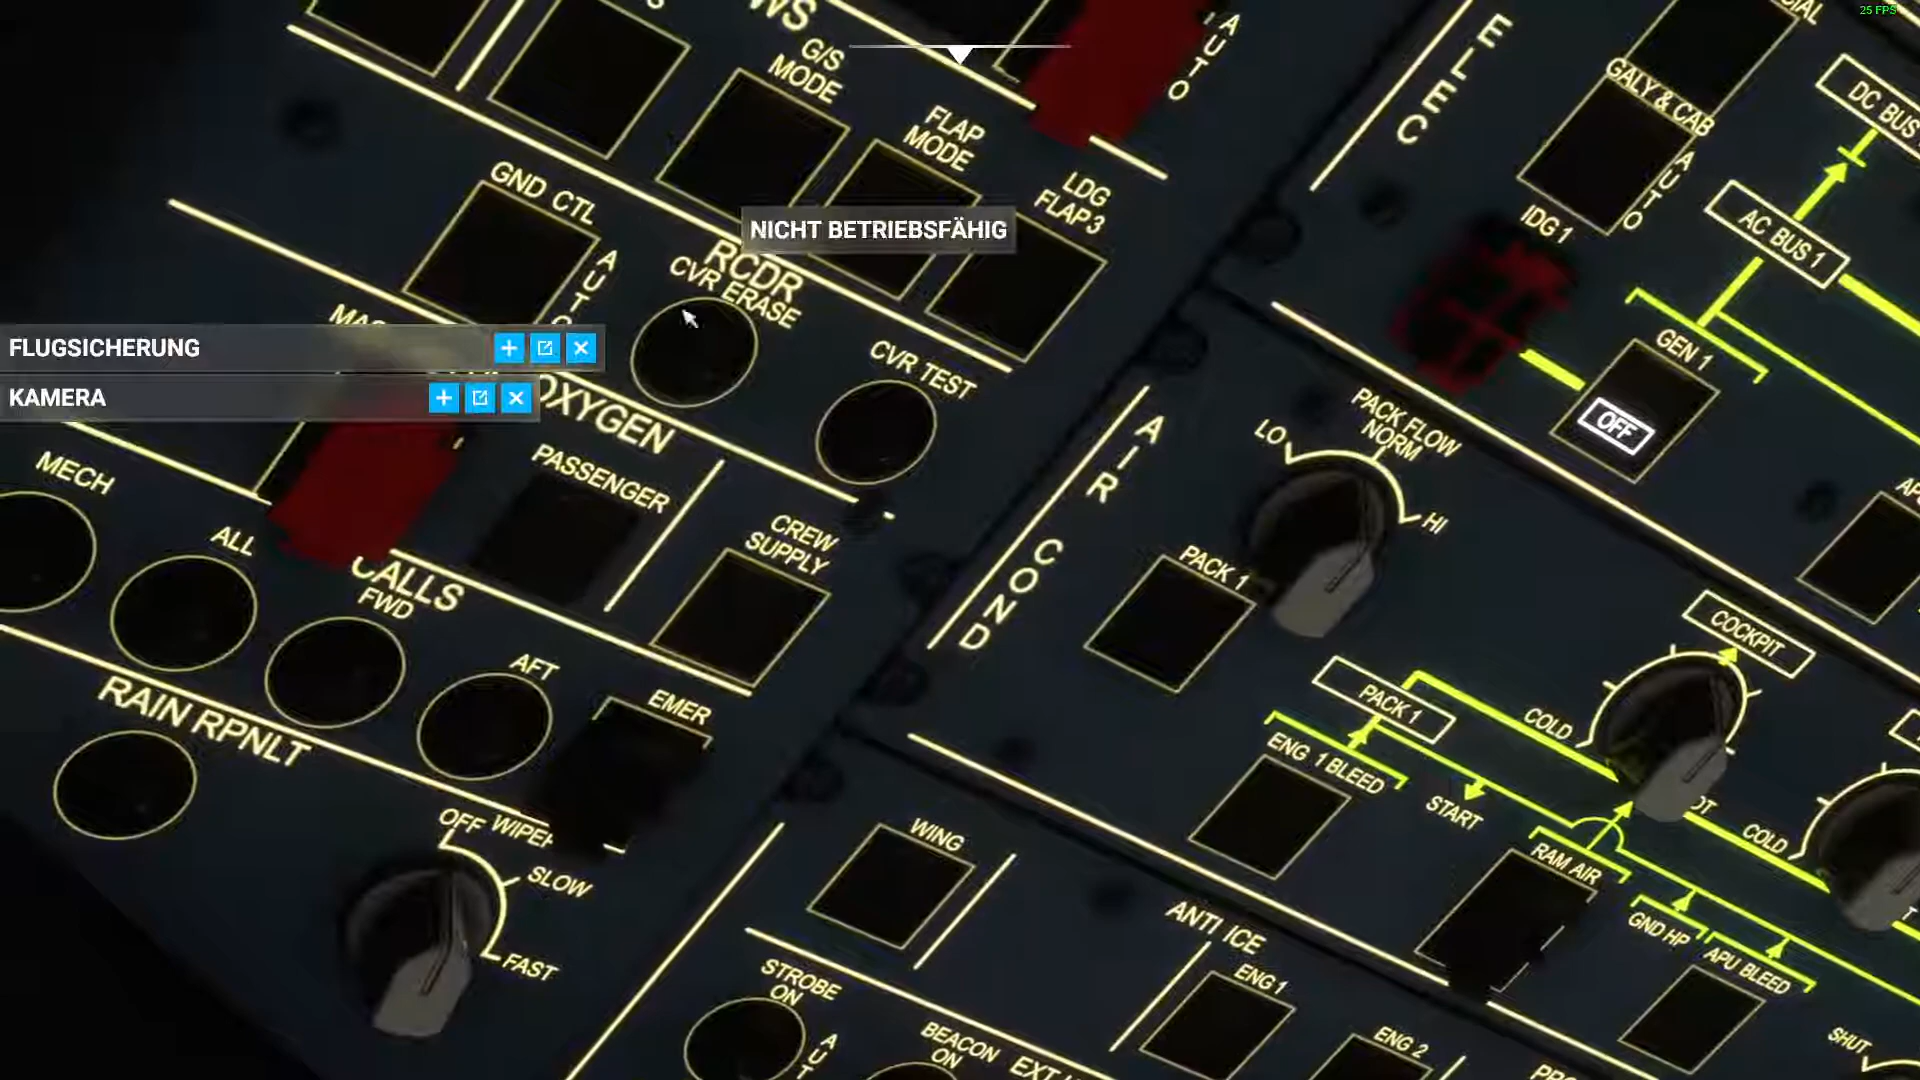 25 FPS
WS
G/S
MODE
FLAP
MODE
LDG
FLAP 3
AUTO
ELEC
GALY & CAB
AUTO
DC BUS
AC BUS 1
IDG 1
GEN 1
OFF
GND CTL
AUTO
NICHT BETRIEBSFÄHIG
RCDR
CVR ERASE
CVR TEST
FLUGSICHERUNG
KAMERA
OXYGEN
PASSENGER
CREW
SUPPLY
MECH
ALL
CALLS
FWD
AFT
EMER
RAIN RPNLT
OFF
WIPER
SLOW
FAST
AIR COND
PACK FLOW
LO
NORM
HI
PACK 1
COCKPIT
PACK 1
COLD
ENG 1 BLEED
START
RAM AIR
COLD
GND HP
APU BLEED
WING
ANTI ICE
ENG 1
ENG 2
STROBE
ON
BEACON
ON
SHUT